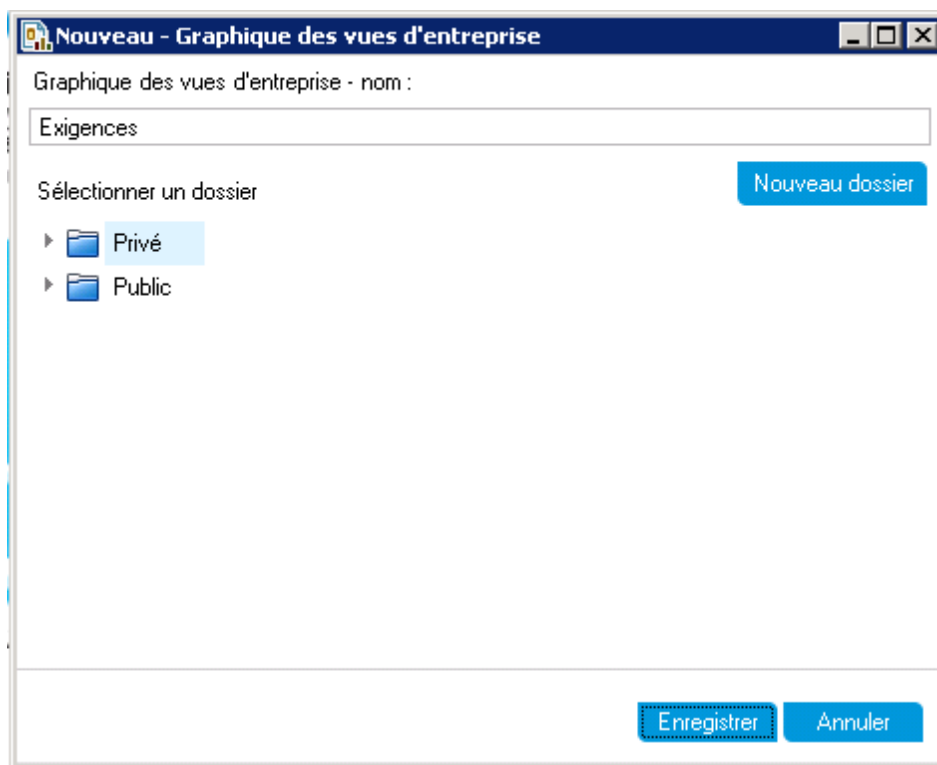 Nouveau - Graphique des vues d'entreprise
Graphique des vues d'entreprise - nom :
Exigences
Nouveau dossier
Sélectionner un dossier
Privé
Public
Enregistrer
Annuler